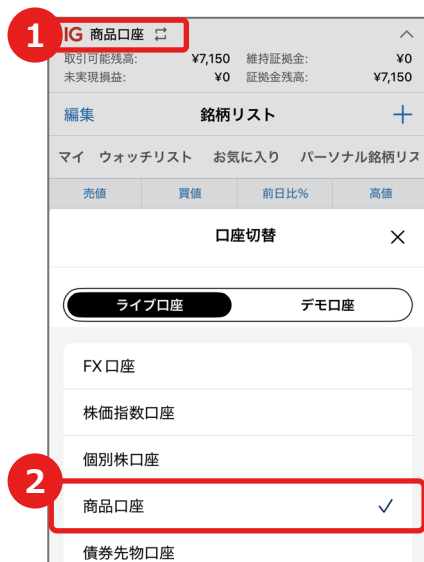 1
IG 商品口座
取引可能残高: ¥7,150 維持証拠金: ¥0
未実現損益: ¥0 証拠金残高: ¥7,150
編集 銘柄リスト +
マイ ウォッチリスト お気に入り パーソナル銘柄リス
売値 買値 前日比% 高値
口座切替 ×
ライブ口座 デモ口座
FX口座
株価指数口座
個別株口座
2
商品口座 ✓
債券先物口座